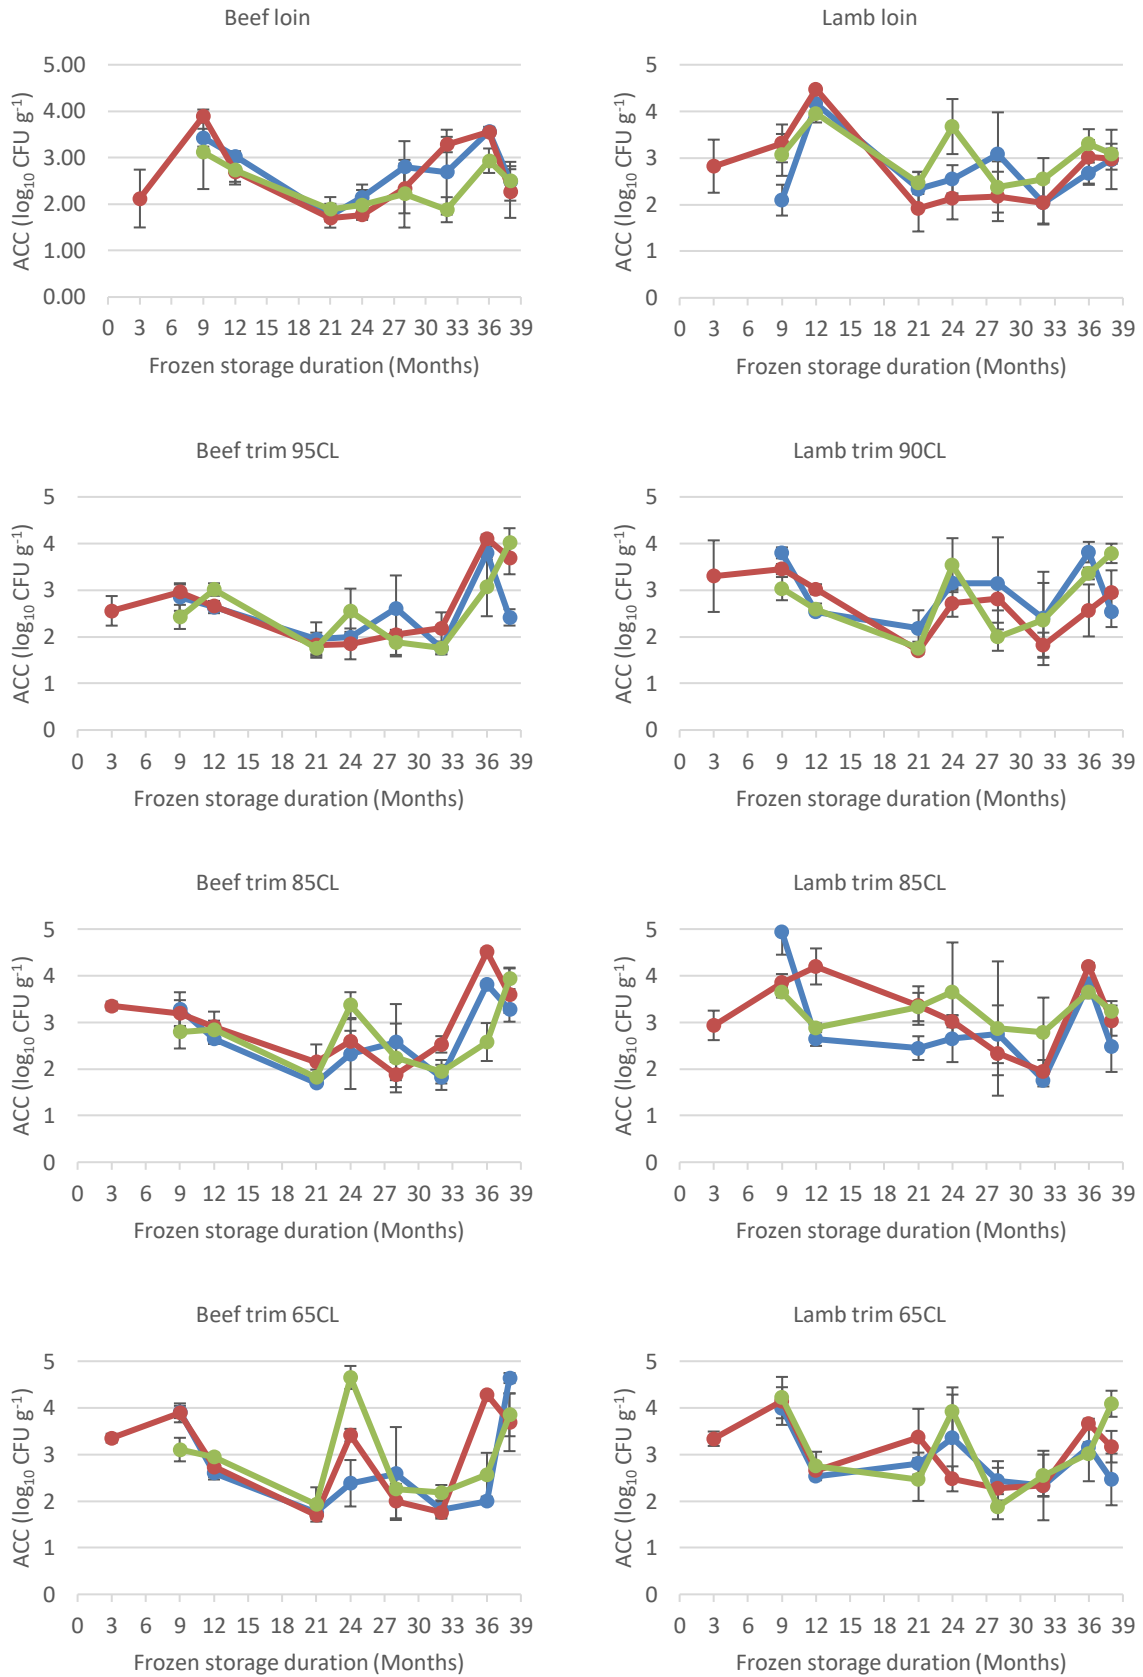 Beef loin
ACC (log10 CFU g-1)
5.00
4.00
3.00
2.00
1.00
0.00
0 3 6 9 12 15 18 21 24 27 30 33 36 39
Frozen storage duration (Months)
Lamb loin
ACC (log10 CFU g-1)
5
4
3
2
1
0
0 3 6 9 12 15 18 21 24 27 30 33 36 39
Frozen storage duration (Months)
Beef trim 95CL
ACC (log10 CFU g-1)
5
4
3
2
1
0
0 3 6 9 12 15 18 21 24 27 30 33 36 39
Frozen storage duration (Months)
Lamb trim 90CL
ACC (log10 CFU g-1)
5
4
3
2
1
0
0 3 6 9 12 15 18 21 24 27 30 33 36 39
Frozen storage duration (Months)
Beef trim 85CL
ACC (log10 CFU g-1)
5
4
3
2
1
0
0 3 6 9 12 15 18 21 24 27 30 33 36 39
Frozen storage duration (Months)
Lamb trim 85CL
ACC (log10 CFU g-1)
5
4
3
2
1
0
0 3 6 9 12 15 18 21 24 27 30 33 36 39
Frozen storage duration (Months)
Beef trim 65CL
ACC (log10 CFU g-1)
5
4
3
2
1
0
0 3 6 9 12 15 18 21 24 27 30 33 36 39
Frozen storage duration (Months)
Lamb trim 65CL
ACC (log10 CFU g-1)
5
4
3
2
1
0
0 3 6 9 12 15 18 21 24 27 30 33 36 39
Frozen storage duration (Months)